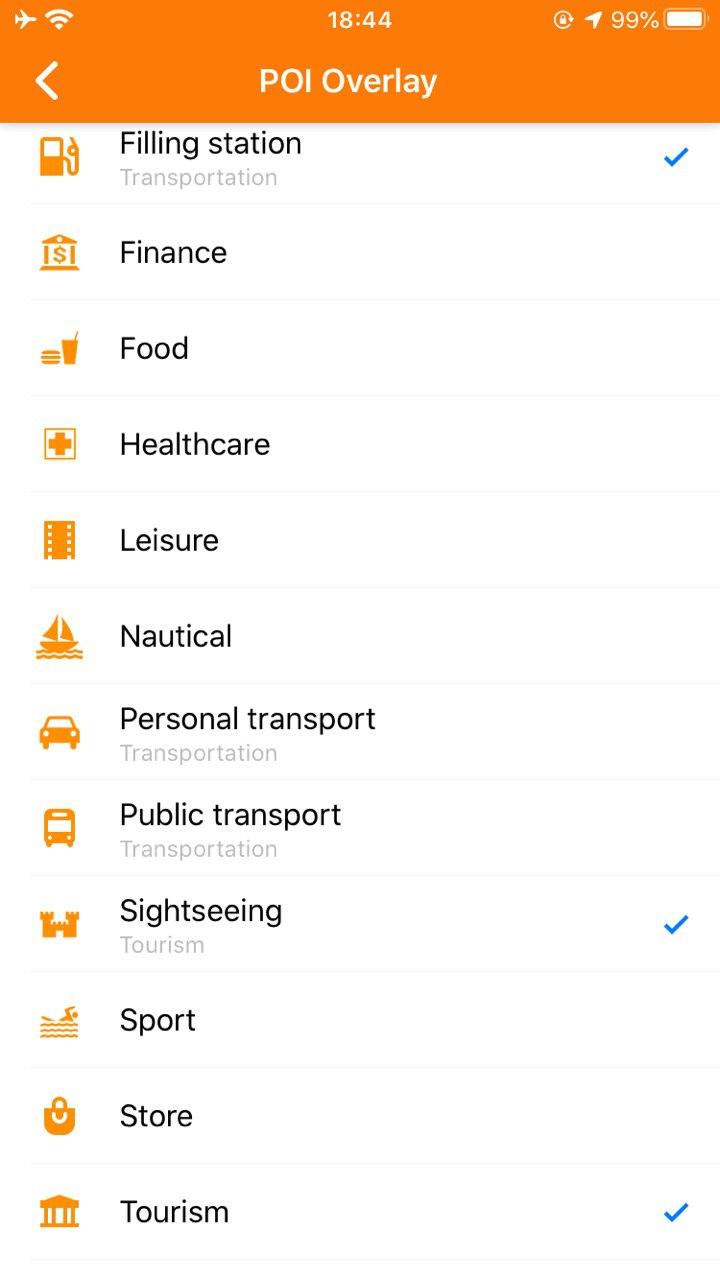 18:44
99%
POI Overlay
Filling station
Transportation
Finance
Food
Healthcare
Leisure
Nautical
Personal transport
Transportation
Public transport
Transportation
Sightseeing
Tourism
Sport
Store
Tourism